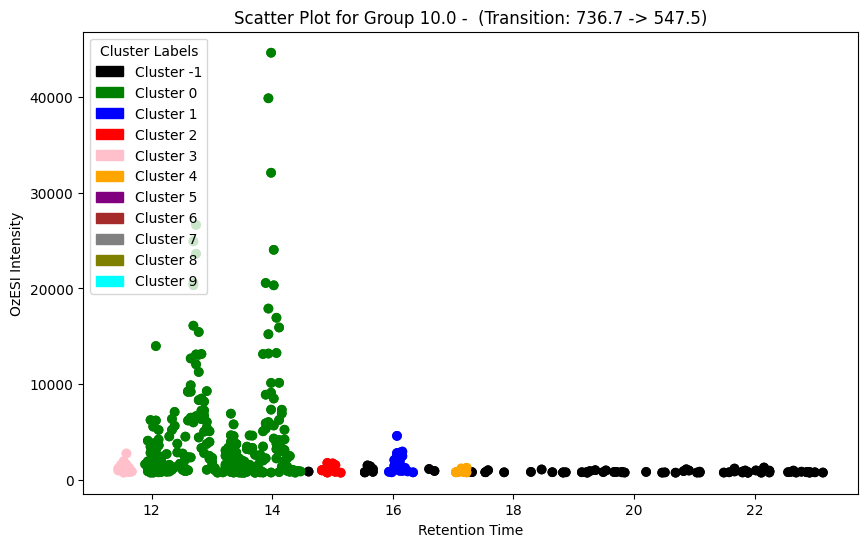 Scatter Plot for Group 10.0 -  (Transition: 736.7 -> 547.5)
Cluster Labels
Cluster -1
Cluster 0
Cluster 1
Cluster 2
Cluster 3
Cluster 4
Cluster 5
Cluster 6
Cluster 7
Cluster 8
Cluster 9
OzESI Intensity
40000
30000
20000
10000
0
12 14 16 18 20 22
Retention Time